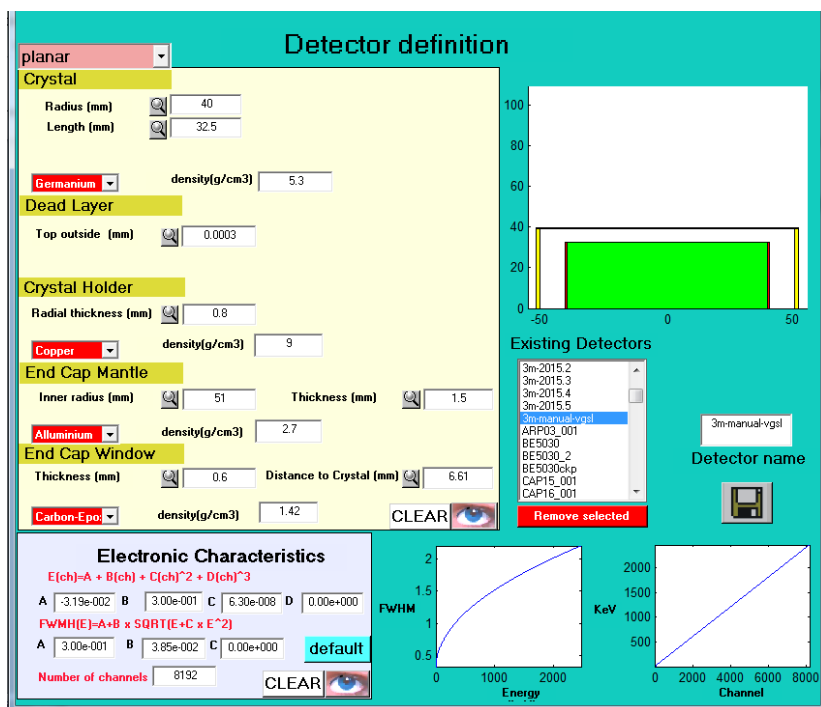 Detector definition
planar
Crystal
Radius (mm) 40
Length (mm) 32.5
Germanium density(g/cm3) 5.3
Dead Layer
Top outside (mm) 0.0003
Crystal Holder
Radial thickness (mm) 0.8
Copper density(g/cm3) 9
End Cap Mantle
Inner radius (mm) 51 Thickness (mm) 1.5
Alluminium density(g/cm3) 2.7
End Cap Window
Thickness (mm) 0.6 Distance to Crystal (mm) 6.61
Carbon-Epo: density(g/cm3) 1.42 CLEAR
100
80
60
40
20
0
-50 0 50
Existing Detectors
3m-2015.2
3m-2015.3
3m-2015.4
3m-2015.5
3m-manual-vgsl
ARP03_001
BE5030
BE5030_2
BE5030ckp
CAP15_001
CAP16_001
Remove selected
3m-manual-vgsl
Detector name
Electronic Characteristics
E(ch)=A + B(ch) + C(ch)^2 + D(ch)^3
A -3.19e-002 B 3.00e-001 C 6.30e-008 D 0.00e+000
FWMH(E)=A+B x SQRT(E+C x E^2)
A 3.00e-001 B 3.85e-002 C 0.00e+000 default
Number of channels 8192
CLEAR
FWHM
2
1.5
1
0.5
0 1000 2000
Energy
KeV
2000
1500
1000
500
0 2000 4000 6000 8000
Channel